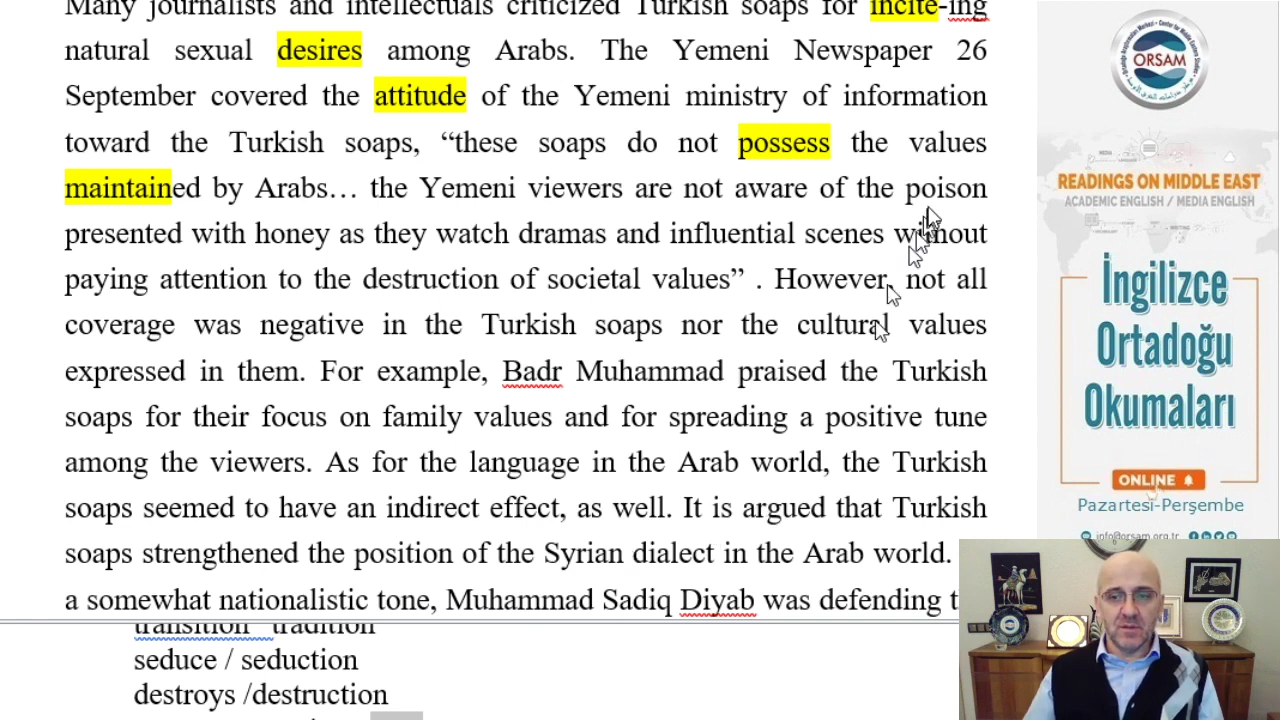 Many journalists and intellectuals criticized Turkish soaps for incite-ing
natural sexual desires among Arabs. The Yemeni Newspaper 26
September covered the attitude of the Yemeni ministry of information
toward the Turkish soaps, “these soaps do not possess the values
maintained by Arabs… the Yemeni viewers are not aware of the poison
presented with honey as they watch dramas and influential scenes without
paying attention to the destruction of societal values” . However, not all
coverage was negative in the Turkish soaps nor the cultural values
expressed in them. For example, Badr Muhammad praised the Turkish
soaps for their focus on family values and for spreading a positive tune
among the viewers. As for the language in the Arab world, the Turkish
soaps seemed to have an indirect effect, as well. It is argued that Turkish
soaps strengthened the position of the Syrian dialect in the Arab world.
a somewhat nationalistic tone, Muhammad Sadiq Diyab was defending t
transition tradition
seduce / seduction
destroys /destruction
ORSAM
READINGS ON MIDDLE EAST
ACADEMIC ENGLISH / MEDIA ENGLISH
İngilizce
Ortadoğu
Okumaları
ONLINE
Pazartesi-Perşembe
info@orsam.org.tr